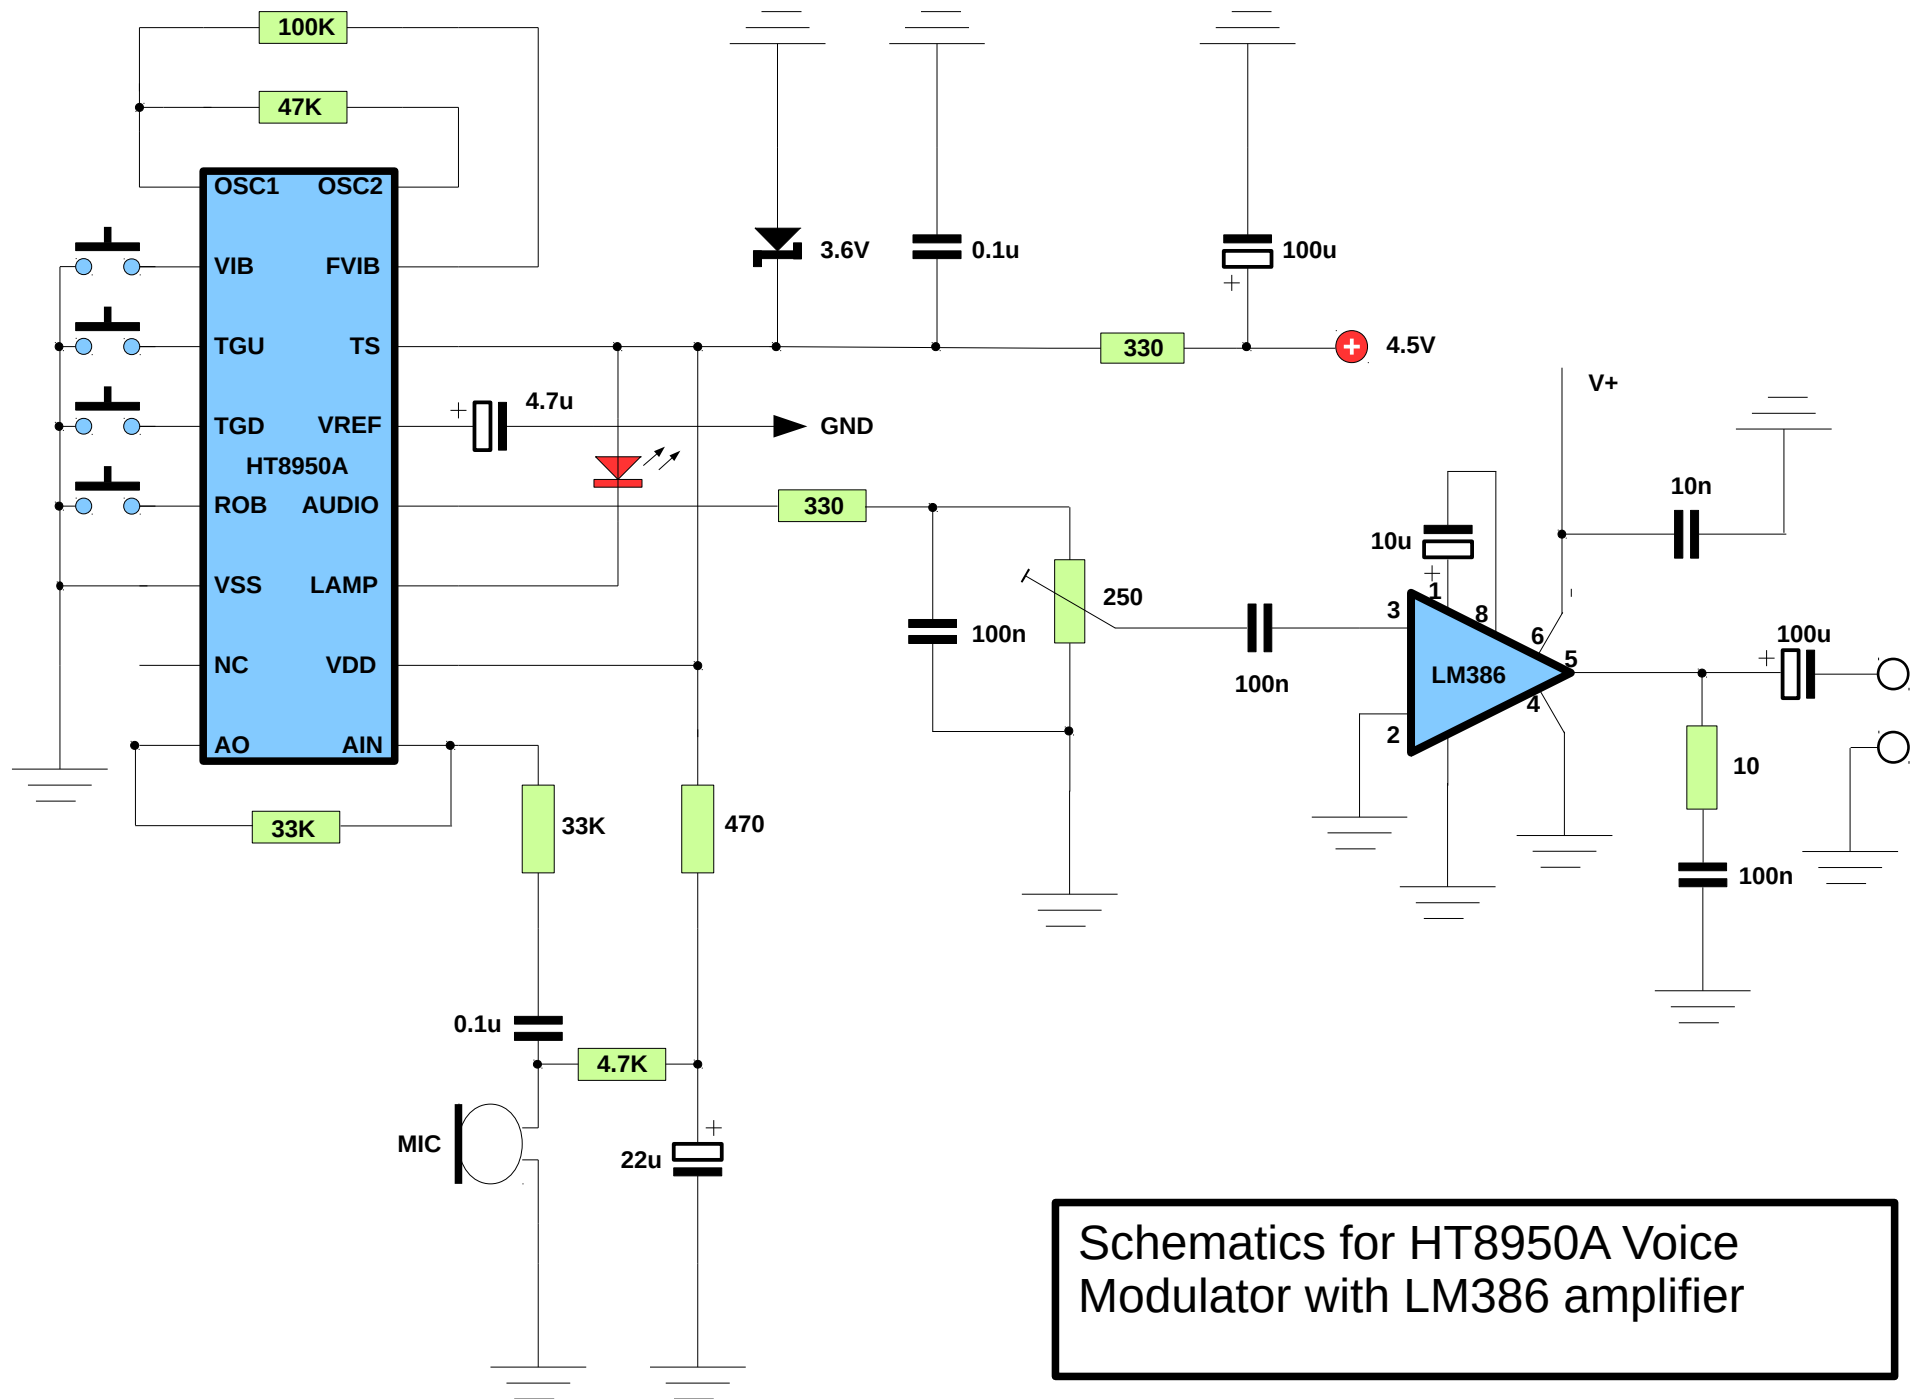 100K
47K
OSC1 OSC2
VIB FVIB
3.6V
0.1u
100u
+
TGU TS
330
4.5V
V+
+
4.7u
TGD VREF
GND
HT8950A
ROB AUDIO
330
10n
10u
+
VSS LAMP
250
1
3
8
100n
6
100u
+
NC VDD
100n
LM386
5
4
2
AO AIN
10
33K
33K
470
100n
0.1u
4.7K
+
MIC
22u
Schematics for HT8950A Voice
Modulator with LM386 amplifier